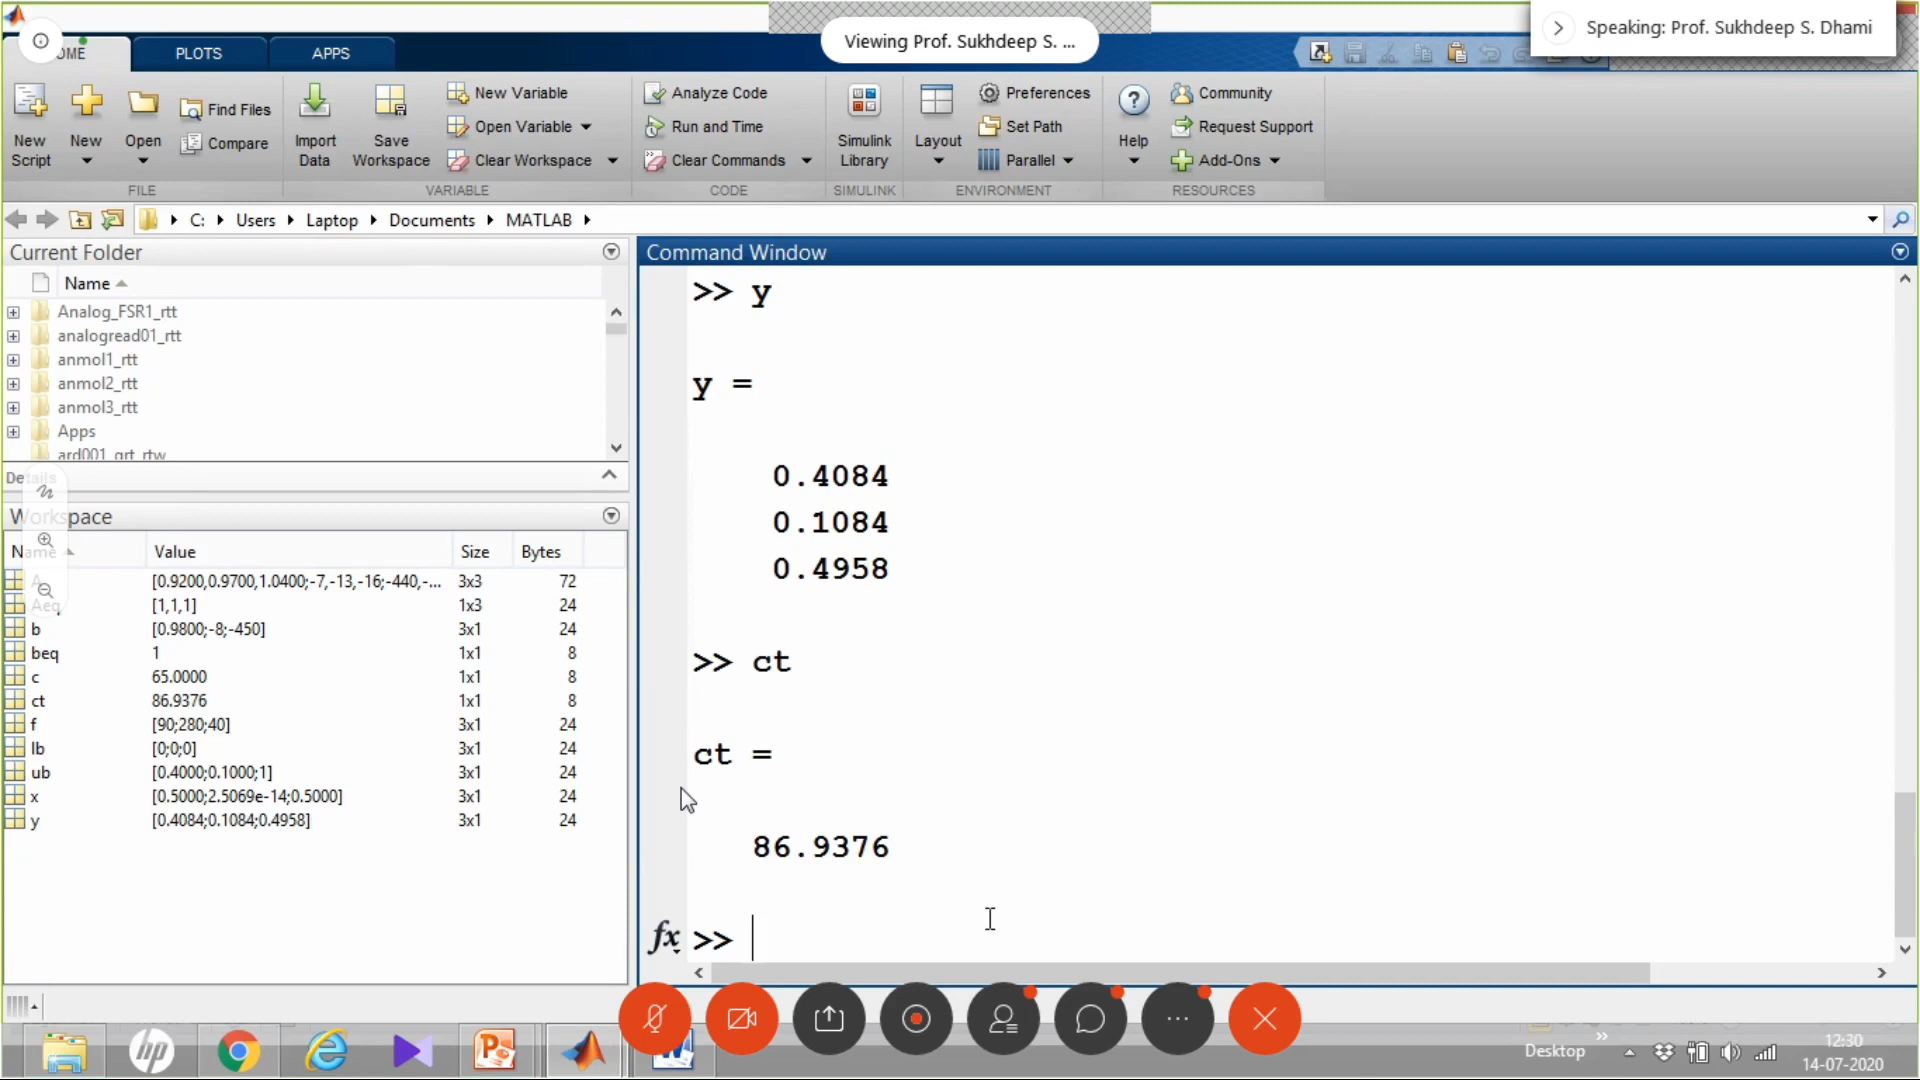 Viewing Prof. Sukhdeep S. ...
Speaking: Prof. Sukhdeep S. Dhami
OME
PLOTS
APPS
New Script
New
Open
Find Files
Compare
FILE
Import Data
Save Workspace
New Variable
Open Variable
Clear Workspace
VARIABLE
Analyze Code
Run and Time
Clear Commands
CODE
Simulink Library
SIMULINK
Layout
Preferences
Set Path
Parallel
ENVIRONMENT
? Help
Community
Request Support
Add-Ons
RESOURCES
C: Users Laptop Documents MATLAB
Current Folder
Name
Analog_FSR1_rtt
analogread01_rtt
anmol1_rtt
anmol2_rtt
anmol3_rtt
Apps
ard001_grt_rtw
Details
Workspace
Name Value Size Bytes
A [0.9200,0.9700,1.0400;-7,-13,-16;-440,-... 3x3 72
Aeq [1,1,1] 1x3 24
b [0.9800;-8;-450] 3x1 24
beq 1 1x1 8
c 65.0000 1x1 8
ct 86.9376 1x1 8
f [90;280;40] 3x1 24
lb [0;0;0] 3x1 24
ub [0.4000;0.1000;1] 3x1 24
x [0.5000;2.5069e-14;0.5000] 3x1 24
y [0.4084;0.1084;0.4958] 3x1 24
Command Window
>> y
y =
0.4084
0.1084
0.4958
>> ct
ct =
86.9376
fx >>
hp
Desktop
12:30
14-07-2020